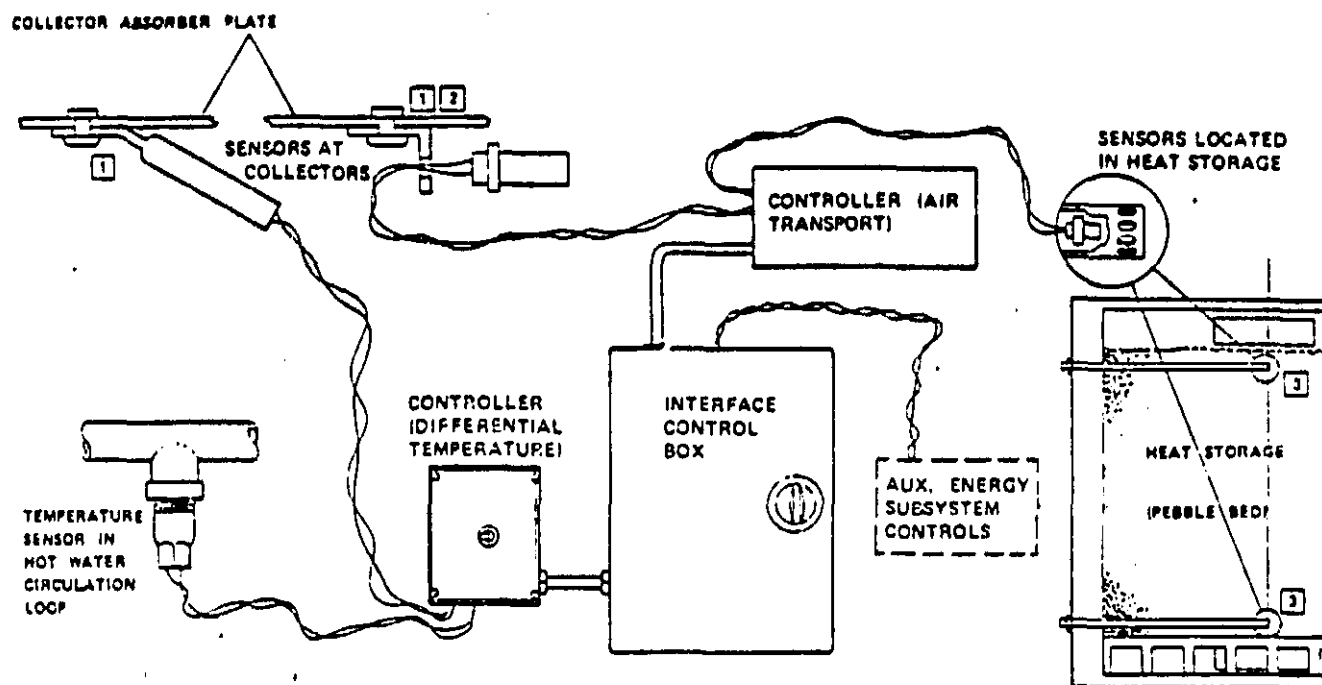 COLLECTOR ABSORBER PLATE
1 2
1
SENSORS AT
COLLECTORS
SENSORS LOCATED
IN HEAT STORAGE
CONTROLLER (AIR
TRANSPORT)
CONTROLLER
(DIFFERENTIAL
TEMPERATURE)
INTERFACE
CONTROL
BOX
3
HEAT STORAGE
(PEBBLE BED)
AUX. ENERGY
SUBSYSTEM
CONTROLS
TEMPERATURE
SENSOR IN
HOT WATER
CIRCULATION
LOOP
3